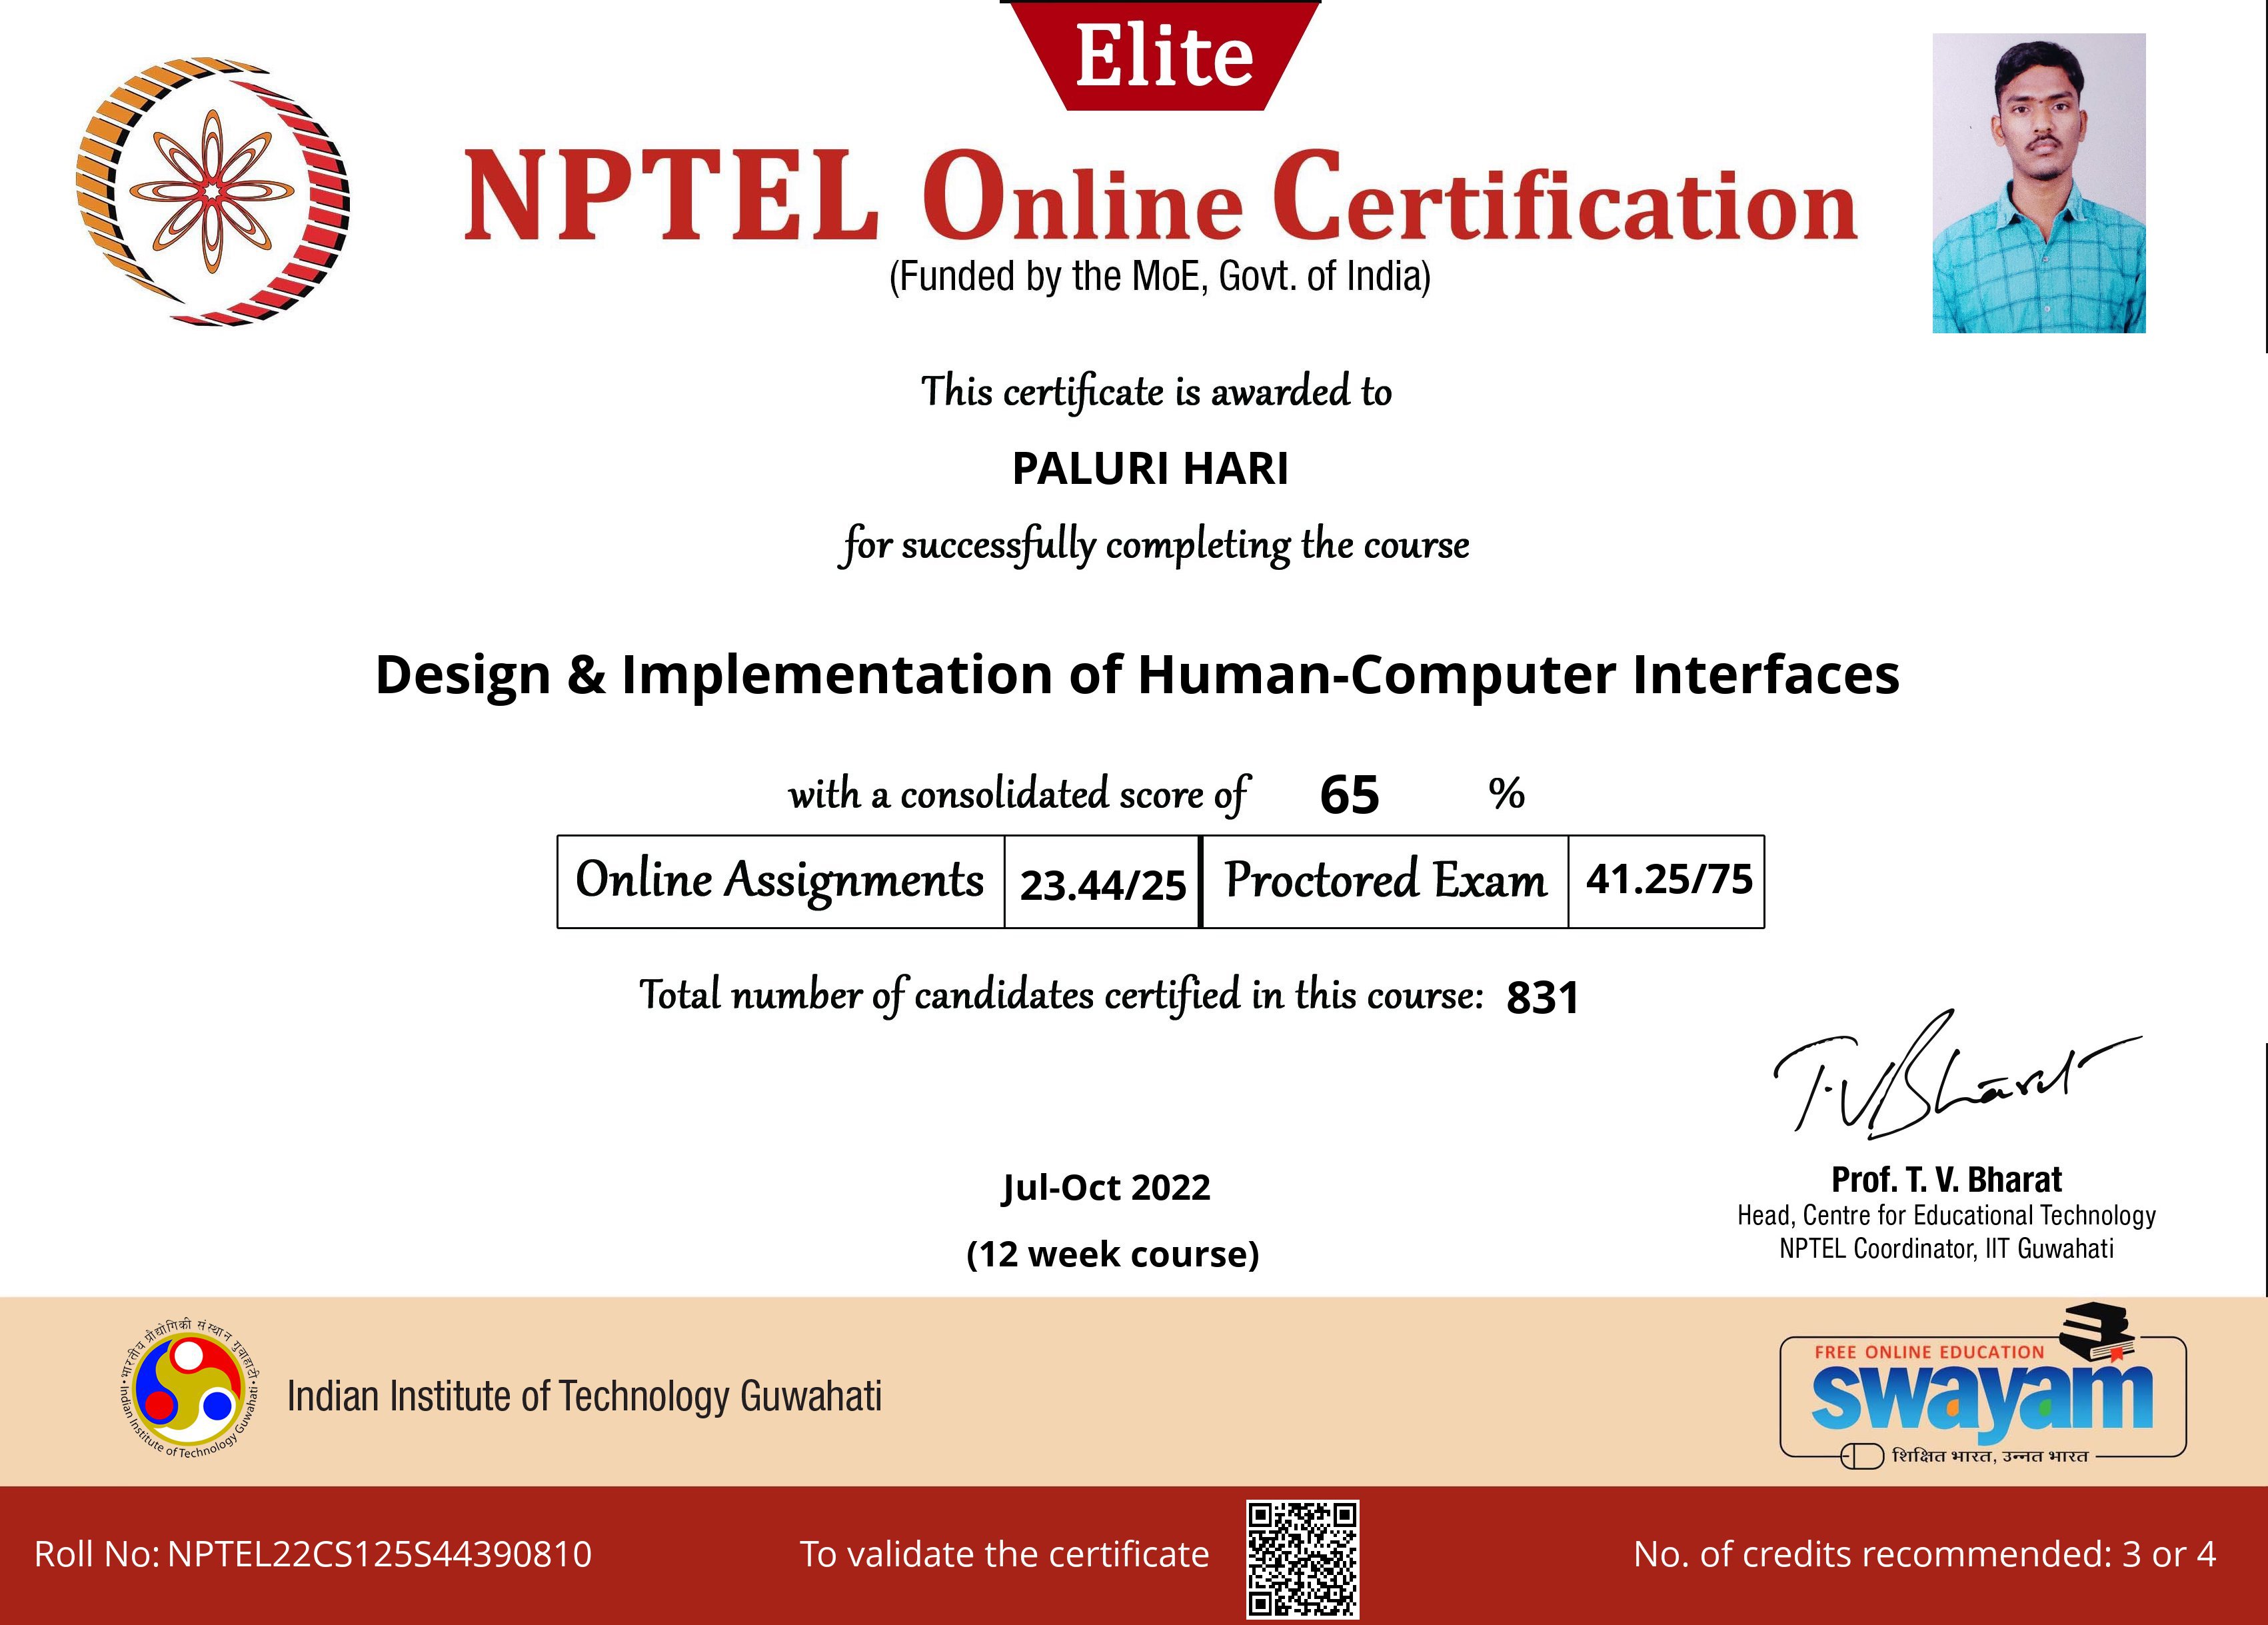 Elite
NPTEL Online Certification
(Funded by the MoE, Govt. of India)
This certificate is awarded to
PALURI HARI
for successfully completing the course
Design & Implementation of Human-Computer Interfaces
with a consolidated score of 65 %
Online Assignments 23.44/25 Proctored Exam 41.25/75
Total number of candidates certified in this course: 831
T.V.Bharat
Prof. T. V. Bharat
Head, Centre for Educational Technology
NPTEL Coordinator, IIT Guwahati
Jul-Oct 2022
(12 week course)
भारतीय प्रौद्योगिकी संस्थान गुवाहाटी
Indian Institute of Technology Guwahati
Indian Institute of Technology Guwahati
FREE ONLINE EDUCATION
swayam
शिक्षित भारत, उन्नत भारत
Roll No: NPTEL22CS125S44390810
To validate the certificate
No. of credits recommended: 3 or 4